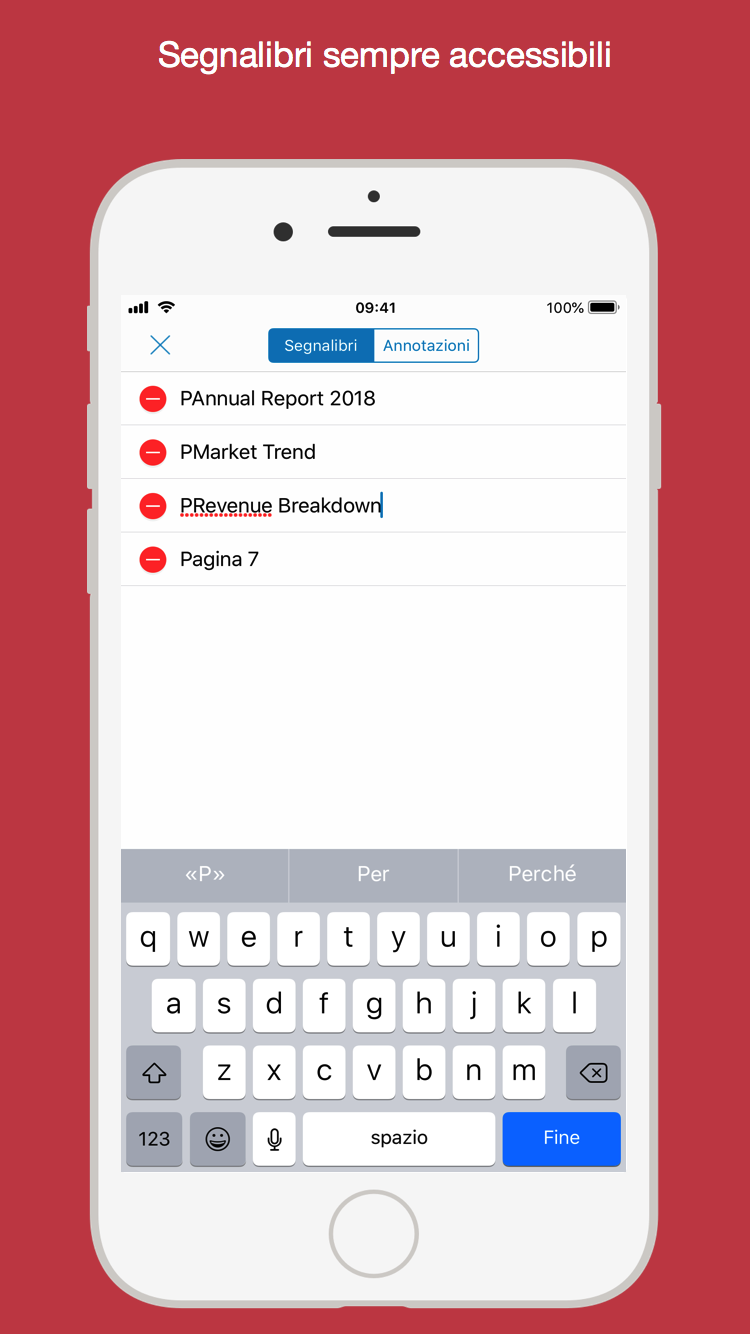 Segnalibri sempre accessibili
09:41
100%
Segnalibri Annotazioni
PAnnual Report 2018
PMarket Trend
PRevenue Breakdown
Pagina 7
«P» Per Perché
q w e r t y u i o p
a s d f g h j k l
z x c v b n m
123 spazio Fine